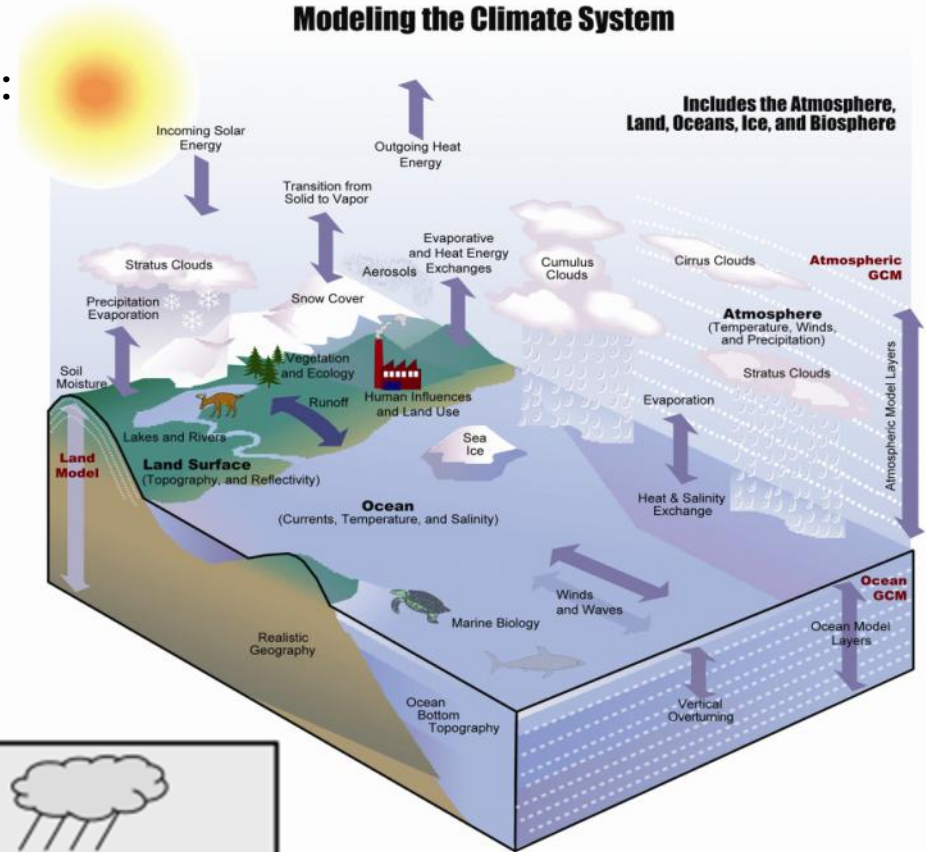 Modeling the Climate System
:
Includes the Atmosphere,
Land, Oceans, Ice, and Biosphere
Incoming Solar
Energy
Outgoing Heat
Energy
Transition from
Solid to Vapor
Evaporative
and Heat Energy
Exchanges
Stratus Clouds
Aerosols
Cumulus
Clouds
Cirrus Clouds
Atmospheric
GCM
Precipitation
Evaporation
Snow Cover
Atmosphere
(Temperature, Winds,
and Precipitation)
Vegetation
and Ecology
Stratus Clouds
Soil
Moisture
Human Influences
and Land Use
Runoff
Evaporation
Atmospheric Model Layers
Lakes and Rivers
Sea
Ice
Land
Model
Land Surface
(Topography, and Reflectivity)
Ocean
(Currents, Temperature, and Salinity)
Heat & Salinity
Exchange
Ocean
GCM
Winds
and Waves
Marine Biology
Ocean Model
Layers
Realistic
Geography
Ocean
Bottom
Topography
Vertical
Overturning